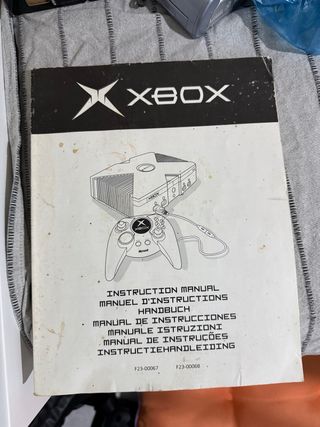 XBOX
XBOX
INSTRUCTION MANUAL
MANUEL D'INSTRUCTIONS
HANDBUCH
MANUAL DE INSTRUCCIONES
MANUALE ISTRUZIONI
MANUAL DE INSTRUÇÕES
INSTRUCTIEHANDLEIDING
F23-00067 F23-00068